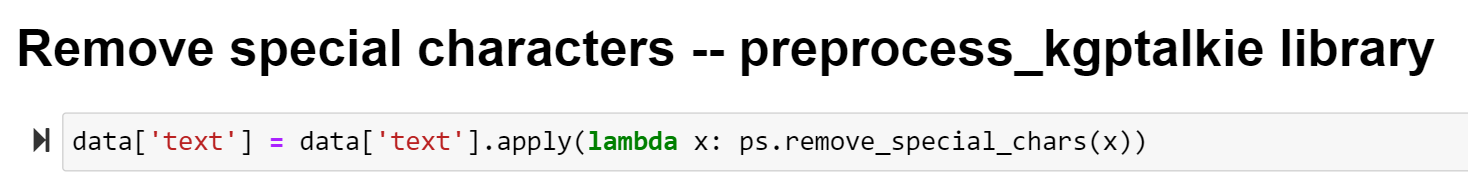 Remove special characters -- preprocess_kgptalkie library
data['text'] = data['text'].apply(lambda x: ps.remove_special_chars(x))